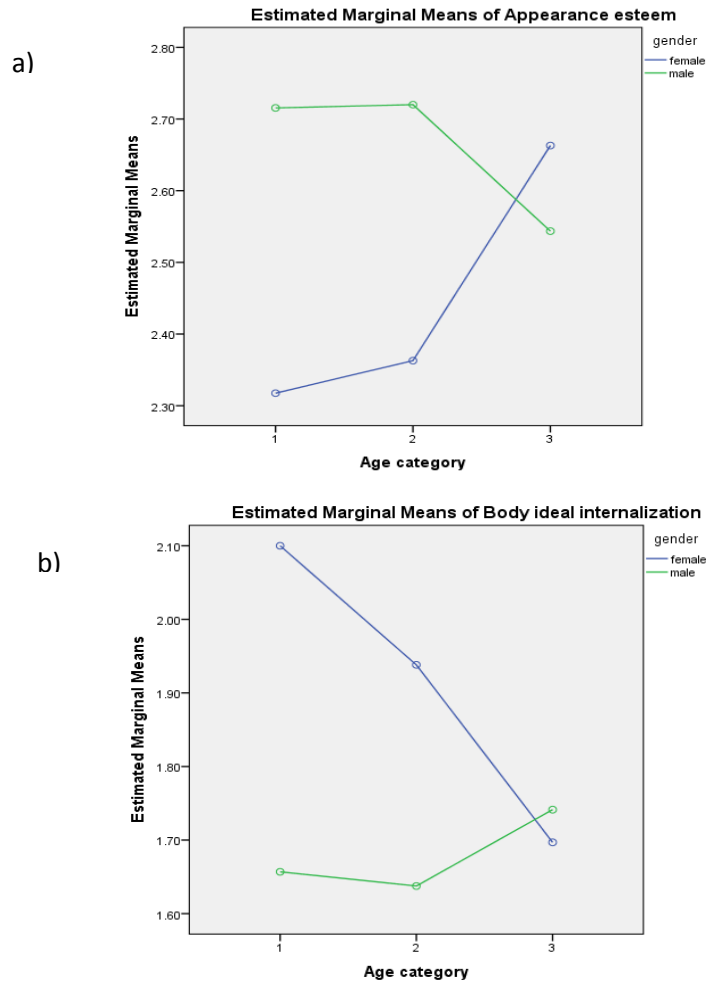 Estimated Marginal Means of Appearance esteem
a)
gender
female
male
Estimated Marginal Means
2.80
2.70
2.60
2.50
2.40
2.30
1 2 3
Age category
Estimated Marginal Means of Body ideal internalization
b)
gender
female
male
Estimated Marginal Means
2.10
2.00
1.90
1.80
1.70
1.60
1 2 3
Age category